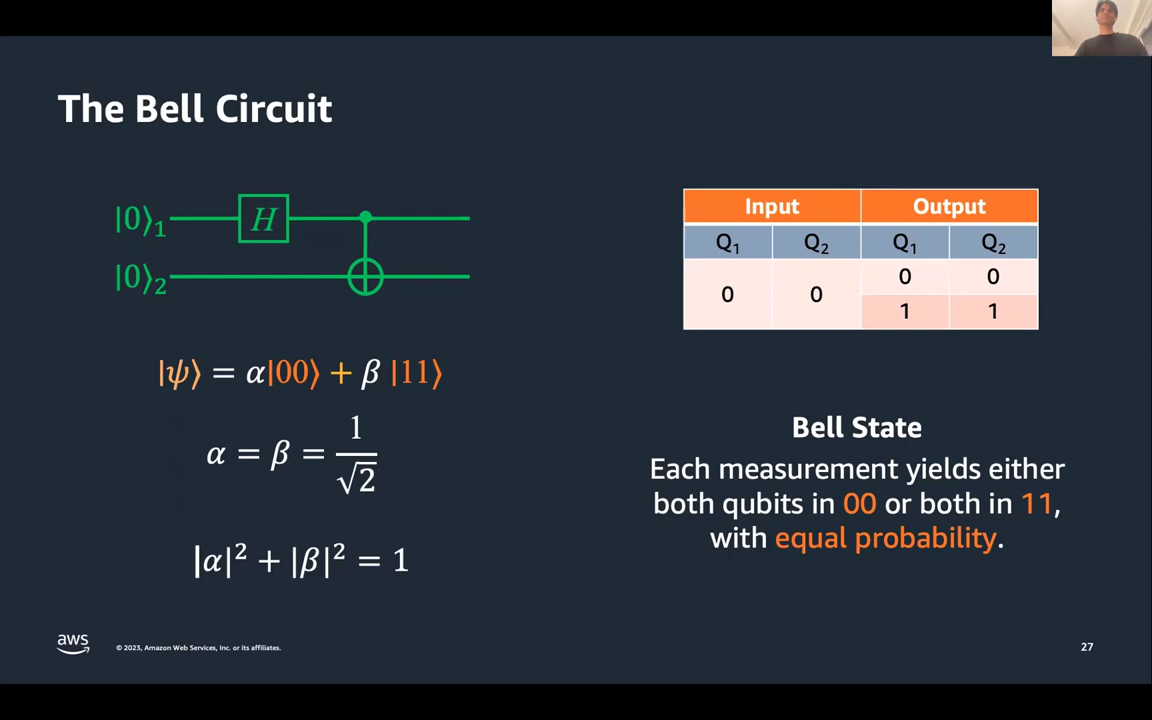 The Bell Circuit
|0⟩₁ H
|0⟩₂
|ψ⟩ = α|00⟩ + β |11⟩
α = β = 1/√2
|α|² + |β|² = 1
Input Output
Q₁ Q₂ Q₁ Q₂
0 0 0 0
1 1
Bell State
Each measurement yields either
both qubits in 00 or both in 11,
with equal probability.
aws
© 2023, Amazon Web Services, Inc. or its affiliates.
27